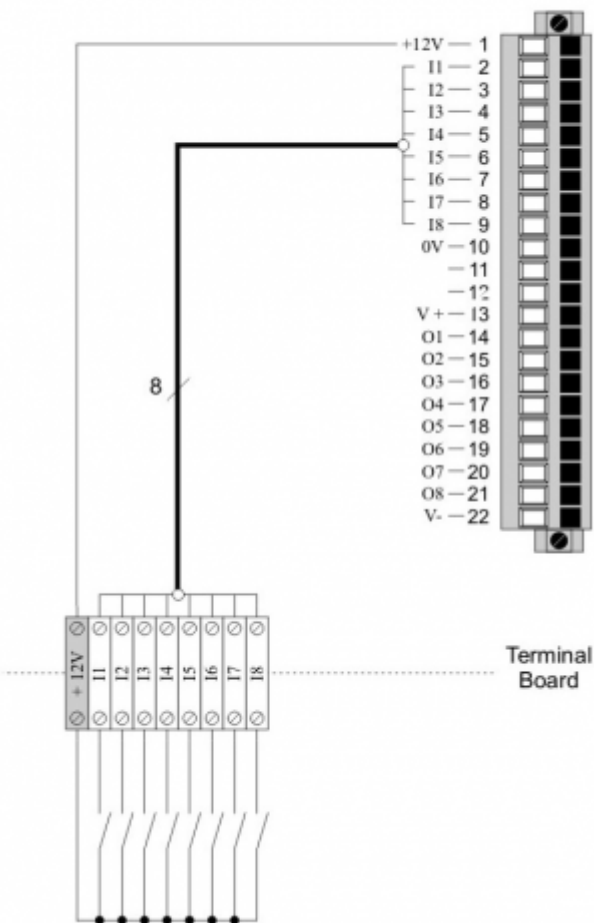 +12V — 1
I1 — 2
I2 — 3
I3 — 4
I4 — 5
I5 — 6
I6 — 7
I7 — 8
I8 — 9
0V — 10
— 11
— 12
V + — 13
O1 — 14
O2 — 15
O3 — 16
O4 — 17
O5 — 18
O6 — 19
O7 — 20
O8 — 21
V- — 22
8
+ 12V I1 I2 I3 I4 I5 I6 I7 I8
Terminal
Board